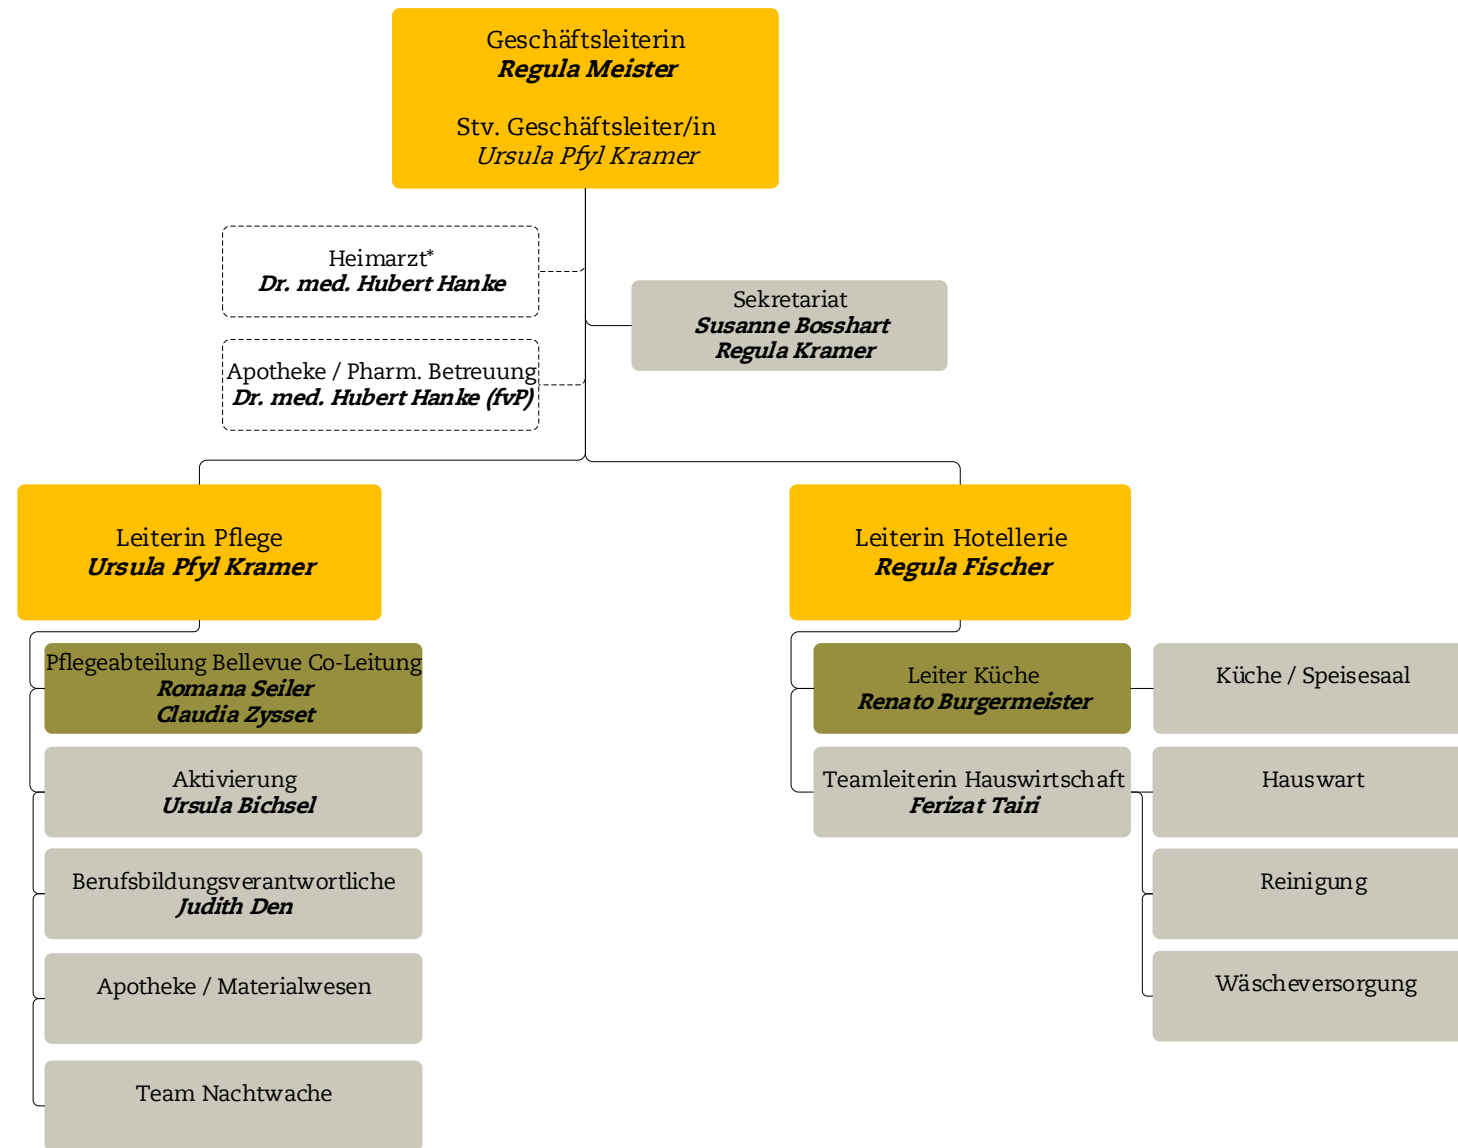 Geschäftsleiterin
Regula Meister
Stv. Geschäftsleiter/in
Ursula Pfyl Kramer
Heimarzt*
Dr. med. Hubert Hanke
Sekretariat
Susanne Bosshart
Regula Kramer
Apotheke / Pharm. Betreuung
Dr. med. Hubert Hanke (fvP)
Leiterin Pflege
Ursula Pfyl Kramer
Leiterin Hotellerie
Regula Fischer
Pflegeabteilung Bellevue Co-Leitung
Romana Seiler
Claudia Zysset
Aktivierung
Ursula Bichsel
Berufsbildungsverantwortliche
Judith Den
Apotheke / Materialwesen
Team Nachtwache
Leiter Küche
Renato Burgermeister
Küche / Speisesaal
Teamleiterin Hauswirtschaft
Ferizat Tairi
Hauswart
Reinigung
Wäscheversorgung